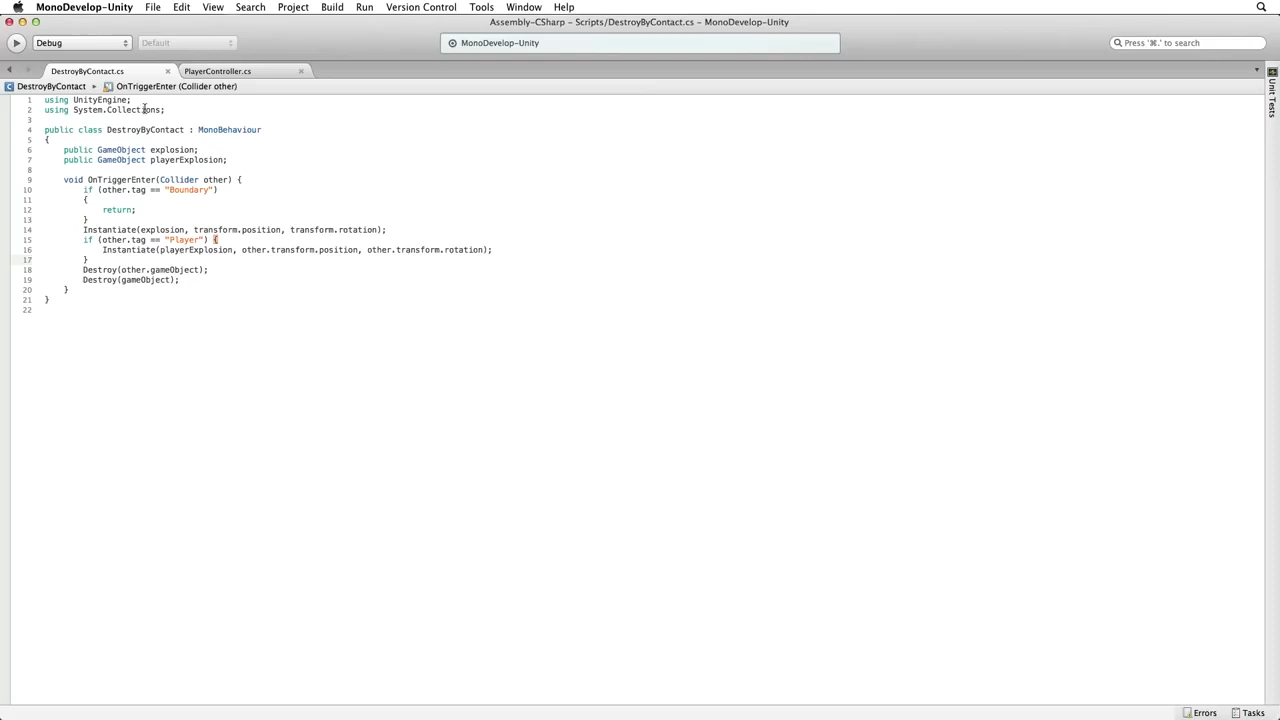 MonoDevelop-Unity File Edit View Search Project Build Run Version Control Tools Window Help
Assembly-CSharp – Scripts/DestroyByContact.cs – MonoDevelop-Unity
Debug Default MonoDevelop-Unity Press '⌘.' to search
DestroyByContact.cs PlayerController.cs
DestroyByContact OnTriggerEnter (Collider other)
1 using UnityEngine;
2 using System.Collections;
3
4 public class DestroyByContact : MonoBehaviour
5 {
6 public GameObject explosion;
7 public GameObject playerExplosion;
8
9 void OnTriggerEnter(Collider other) {
10 if (other.tag == "Boundary")
11 {
12 return;
13 }
14 Instantiate(explosion, transform.position, transform.rotation);
15 if (other.tag == "Player") {
16 Instantiate(playerExplosion, other.transform.position, other.transform.rotation);
17 }
18 Destroy(other.gameObject);
19 Destroy(gameObject);
20 }
21 }
22
Unit Tests
Errors Tasks